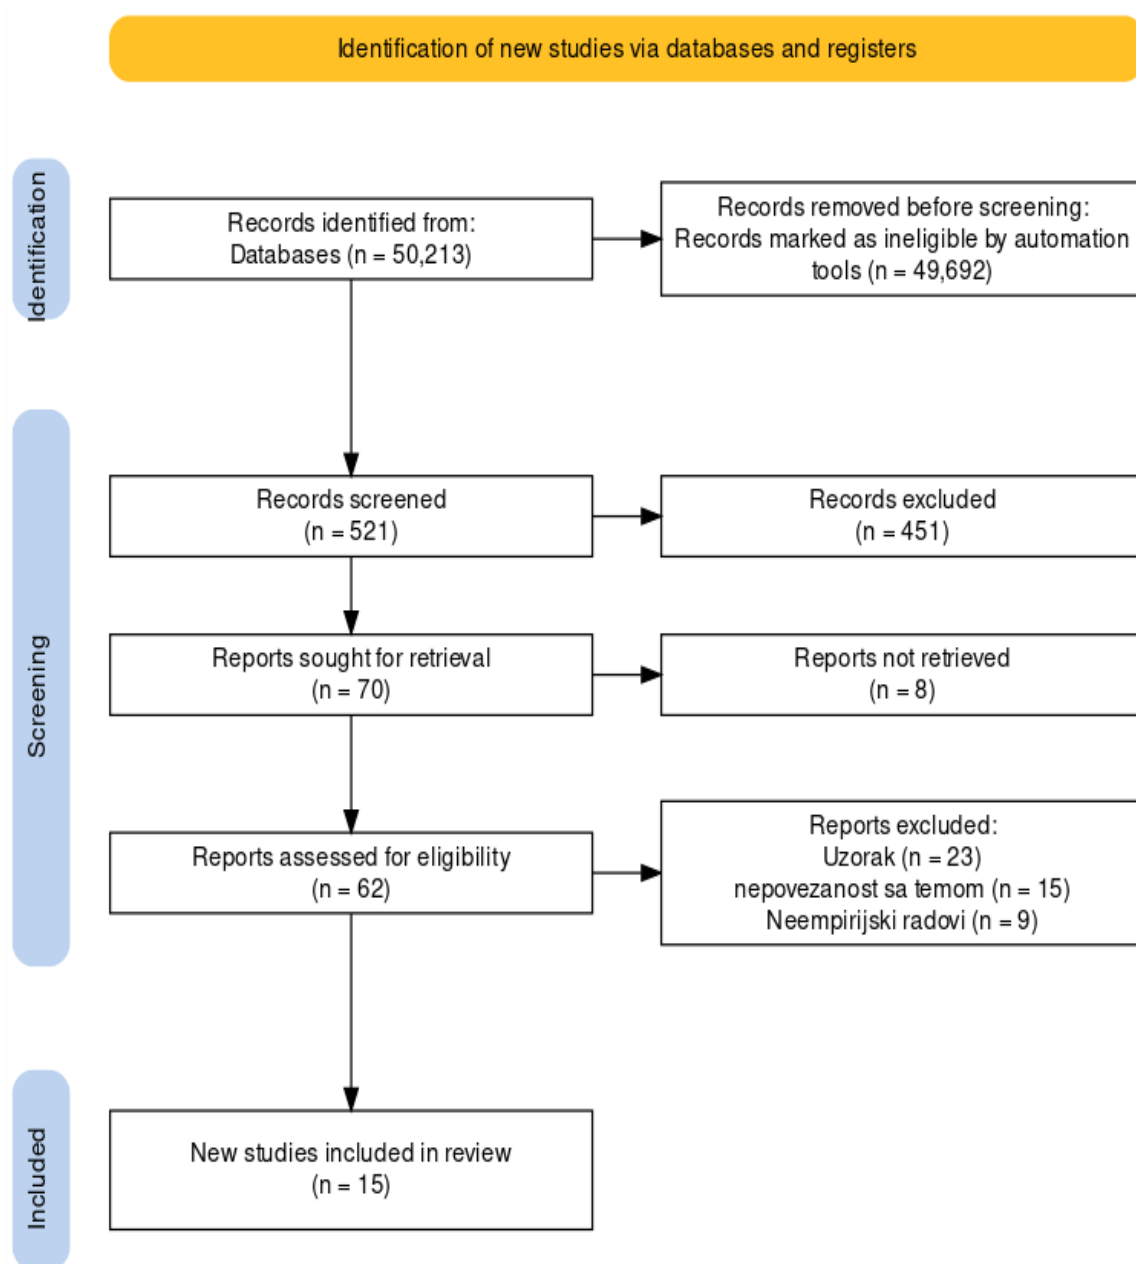 Identification of new studies via databases and registers
Identification
Records identified from:
Databases (n = 50,213)
Records removed before screening:
Records marked as ineligible by automation
tools (n = 49,692)
Screening
Records screened
(n = 521)
Records excluded
(n = 451)
Reports sought for retrieval
(n = 70)
Reports not retrieved
(n = 8)
Reports assessed for eligibility
(n = 62)
Reports excluded:
Uzorak (n = 23)
nepovezanost sa temom (n = 15)
Neempirijski radovi (n = 9)
Included
New studies included in review
(n = 15)